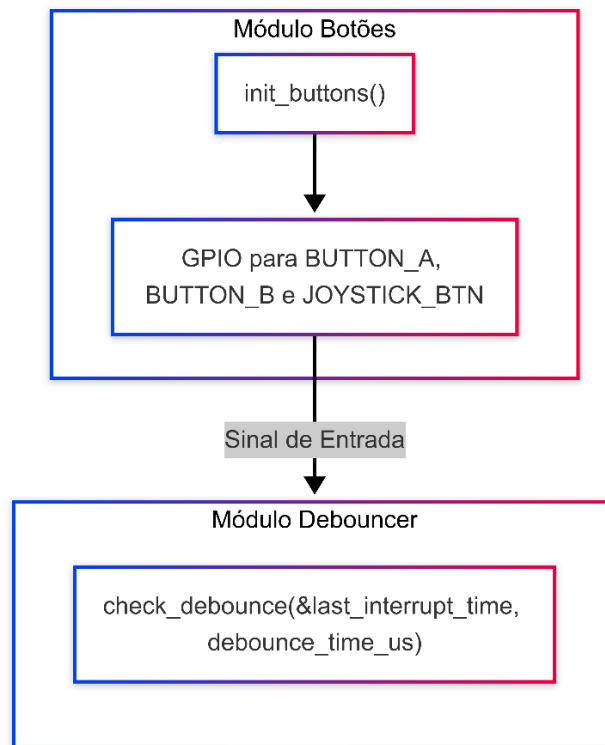 Módulo Botões
init_buttons()
GPIO para BUTTON_A,
BUTTON_B e JOYSTICK_BTN
Sinal de Entrada
Módulo Debouncer
check_debounce(&last_interrupt_time,
debounce_time_us)